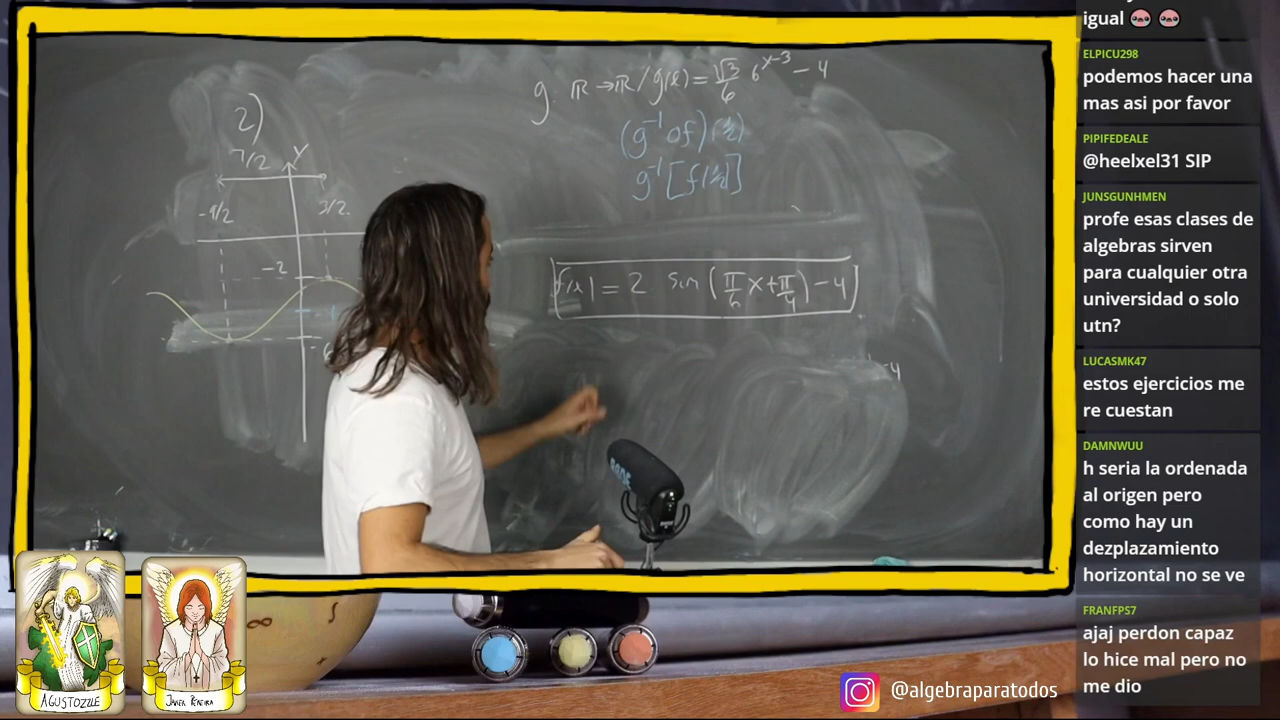 2)
7/2
Y
-9/2
3/2
-2
g: ℝ→ℝ/g(x)=√3/6 6^x-3 - 4
(g⁻¹ o f)(½)
g⁻¹[f(½)]
f(x)=2 sin(π/6 x+π/4)-4
-4
RODE
igual
ELPICU298
podemos hacer una
mas asi por favor
PIPIFEDEALE
@heelxel31 SIP
JUNSGUNHMEN
profe esas clases de
algebras sirven
para cualquier otra
universidad o solo
utn?
LUCASMK47
estos ejercicios me
re cuestan
DAMNWUU
h seria la ordenada
al origen pero
como hay un
dezplazamiento
horizontal no se ve
FRANFPS7
ajaj perdon capaz
lo hice mal pero no
me dio
AGUSTOZZLE
@algebraparatodos